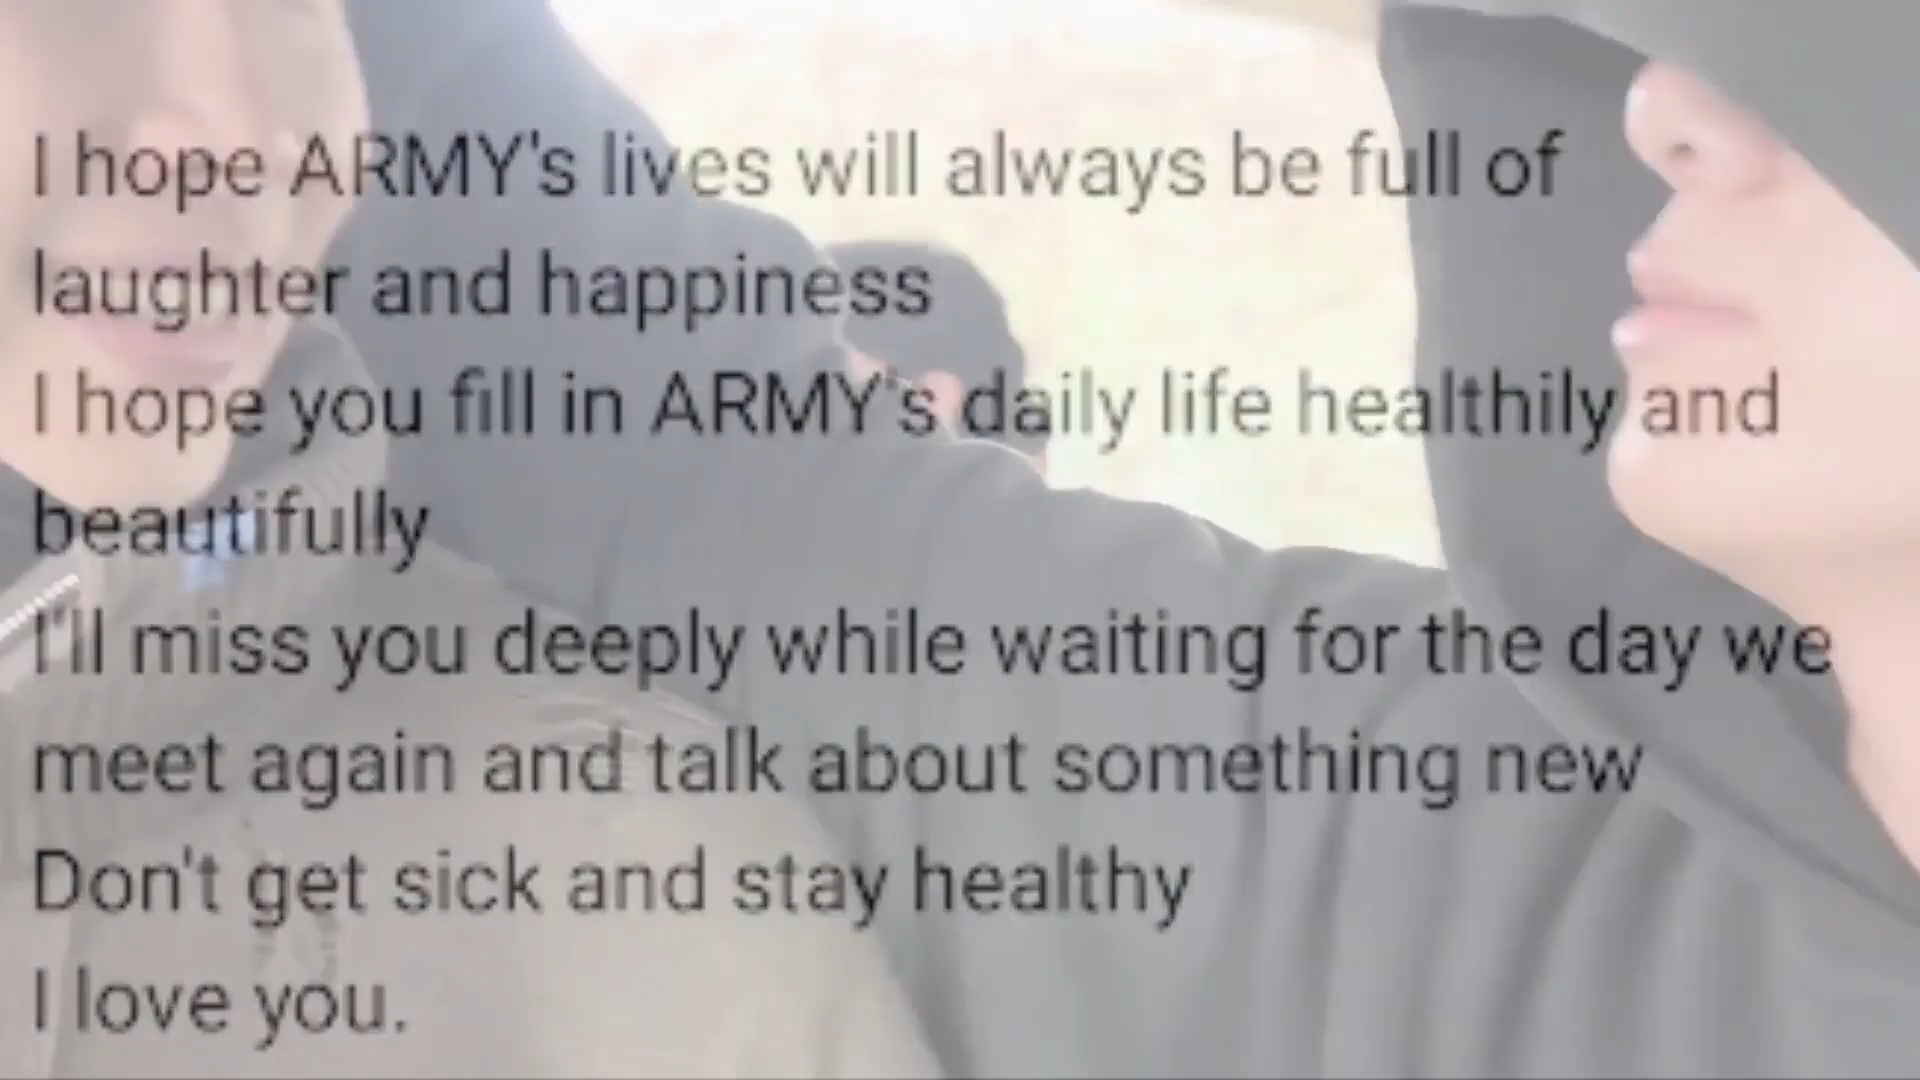 I hope ARMY's lives will always be full of
laughter and happiness
I hope you fill in ARMY's daily life healthily and
beautifully
I'll miss you deeply while waiting for the day we
meet again and talk about something new
Don't get sick and stay healthy
I love you.